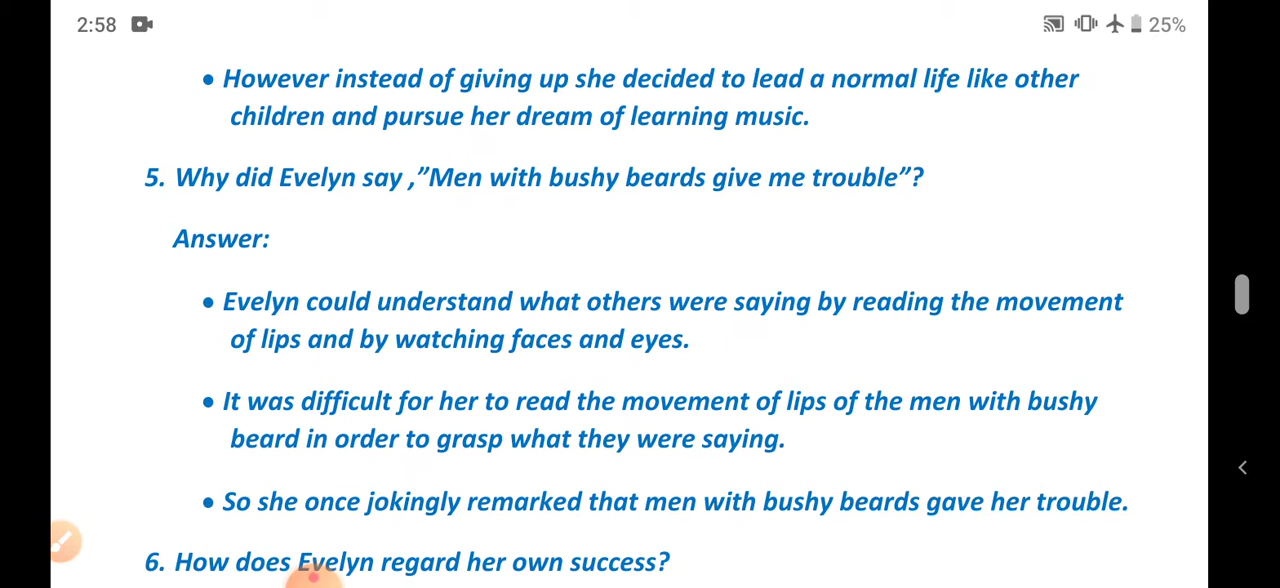 2:58 25%
• However instead of giving up she decided to lead a normal life like other
children and pursue her dream of learning music.
5. Why did Evelyn say ,”Men with bushy beards give me trouble”?
Answer:
• Evelyn could understand what others were saying by reading the movement
of lips and by watching faces and eyes.
• It was difficult for her to read the movement of lips of the men with bushy
beard in order to grasp what they were saying.
• So she once jokingly remarked that men with bushy beards gave her trouble.
6. How does Evelyn regard her own success?